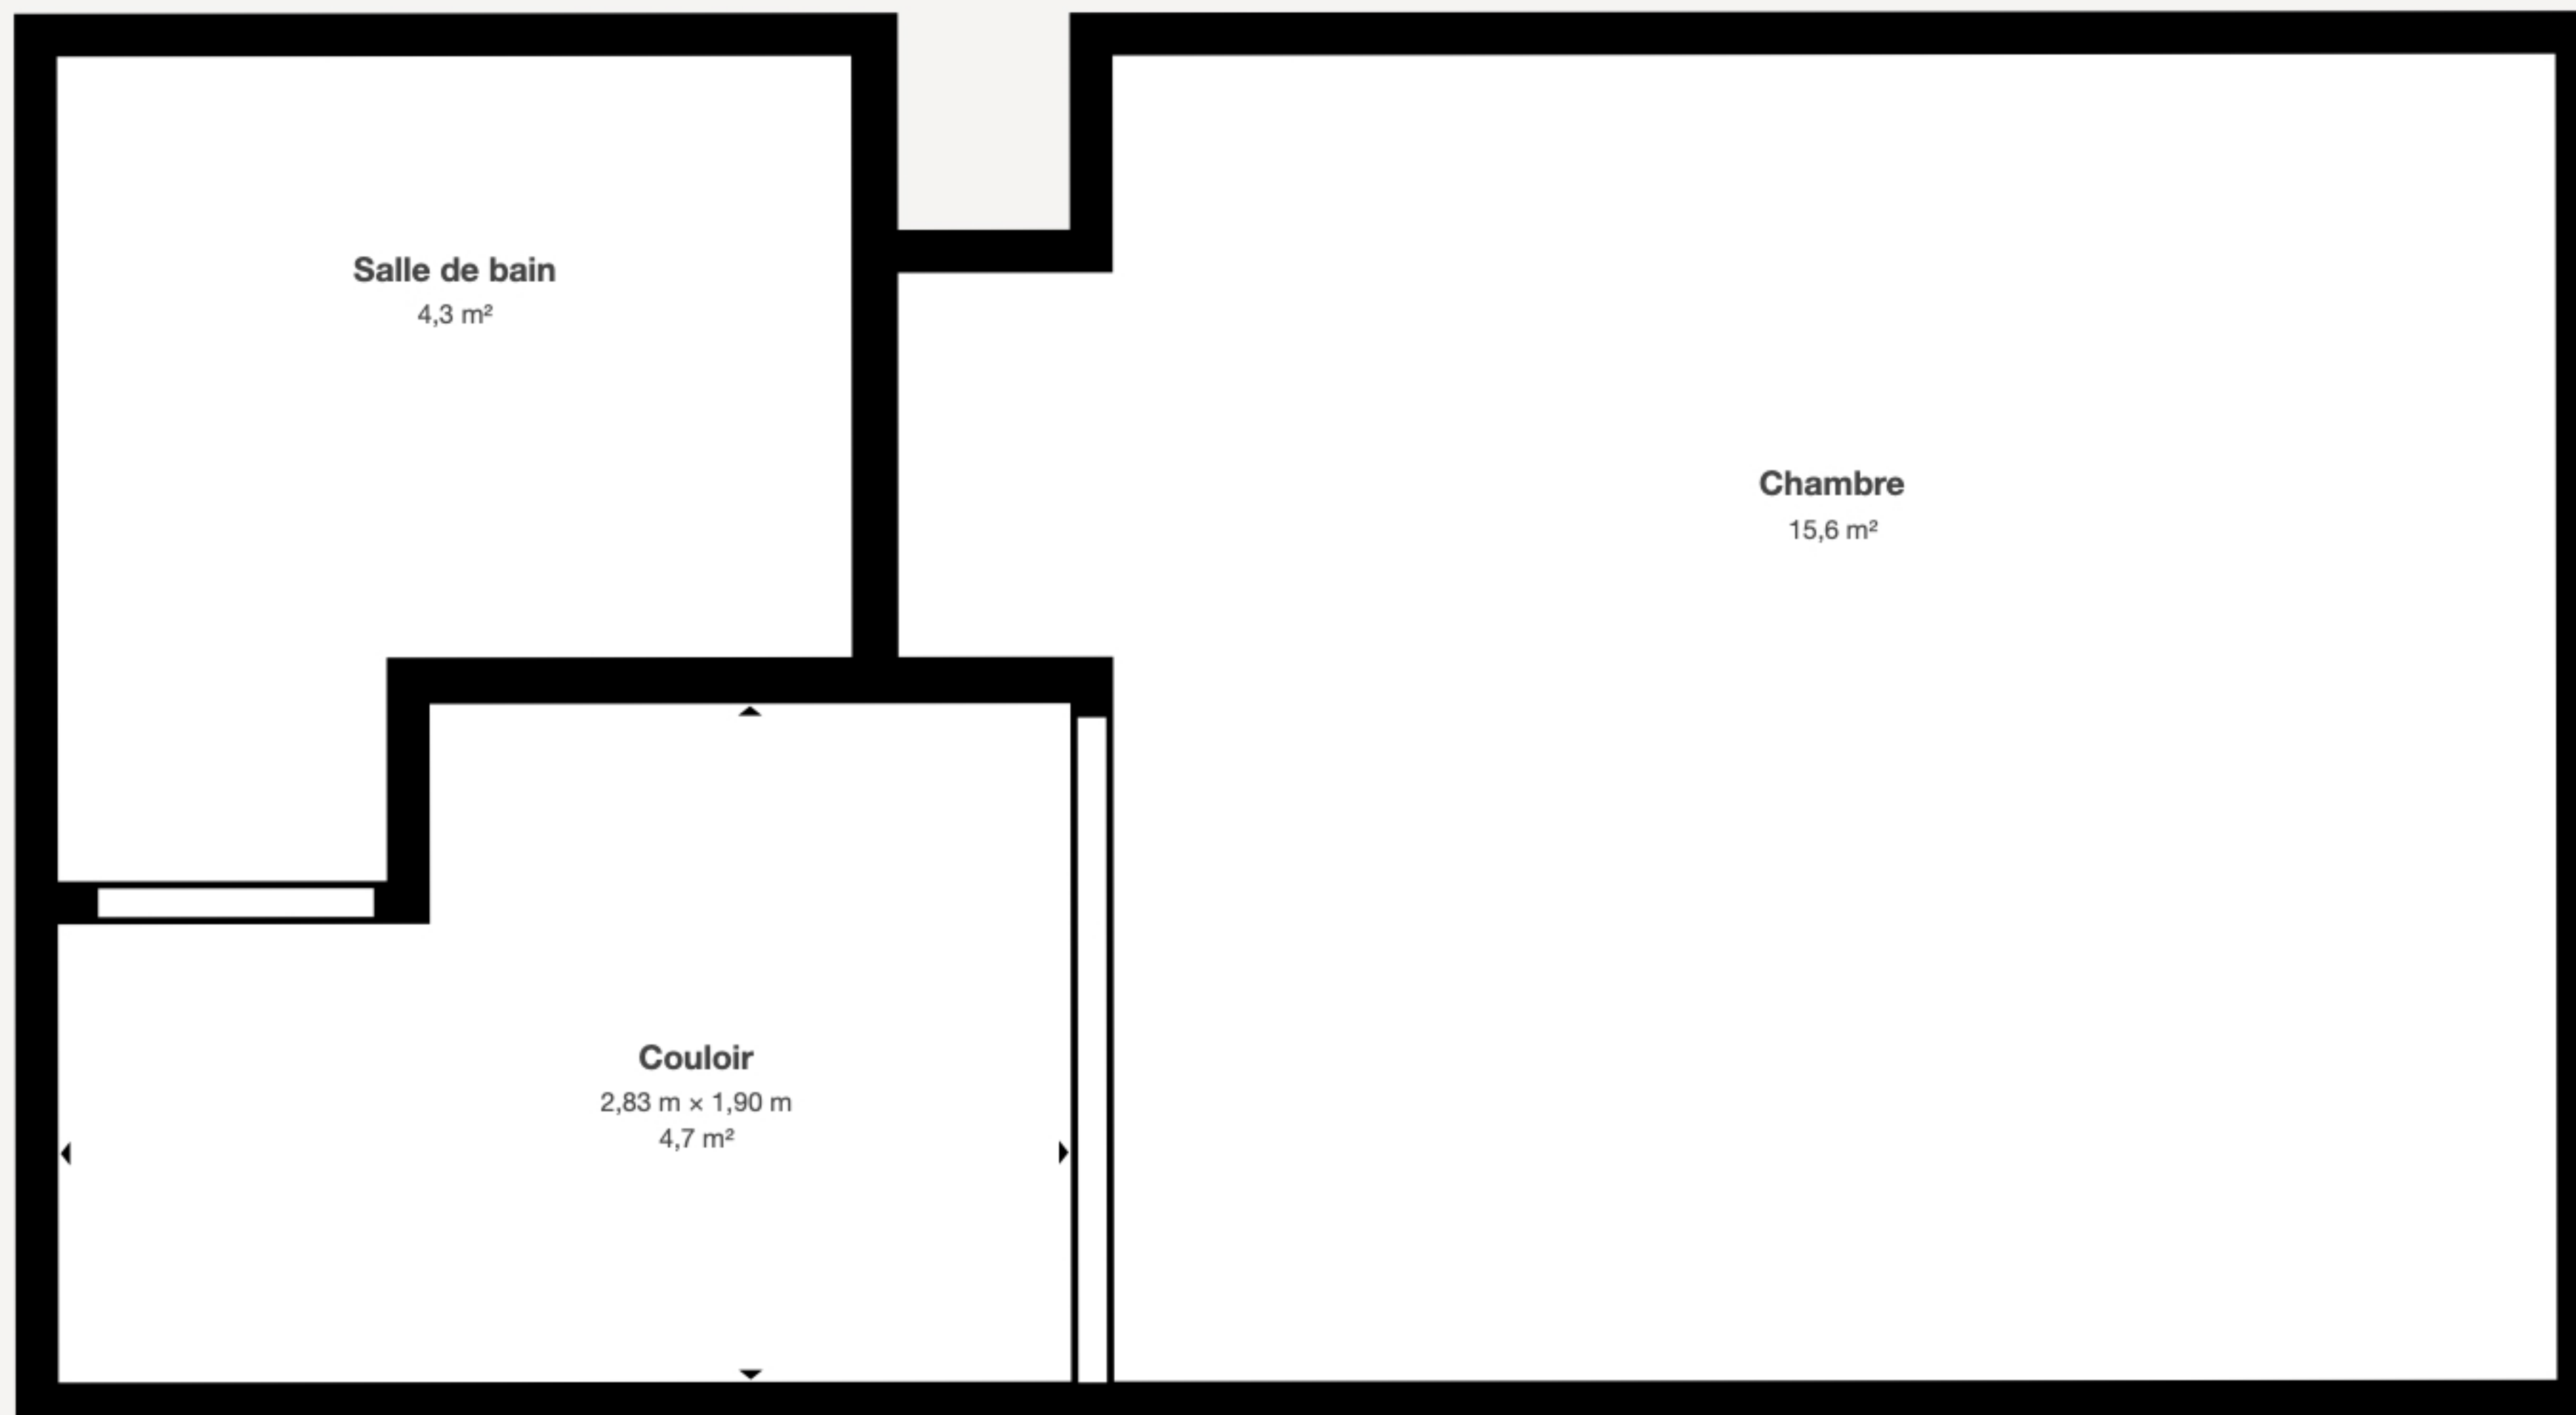 Salle de bain
4,3 m²
Chambre
15,6 m²
Couloir
2,83 m × 1,90 m
4,7 m²